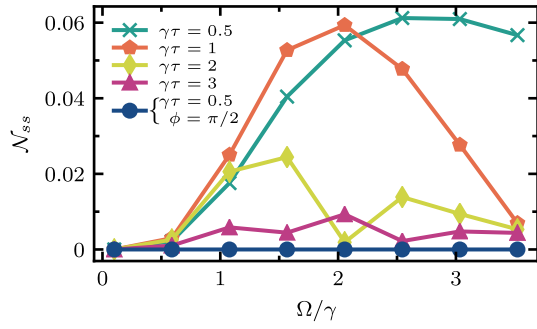 0.06
0.04
0.02
0
𝒩ss
γτ = 0.5
γτ = 1
γτ = 2
γτ = 3
{ γτ = 0.5
ϕ = π/2
0 1 2 3
Ω/γ